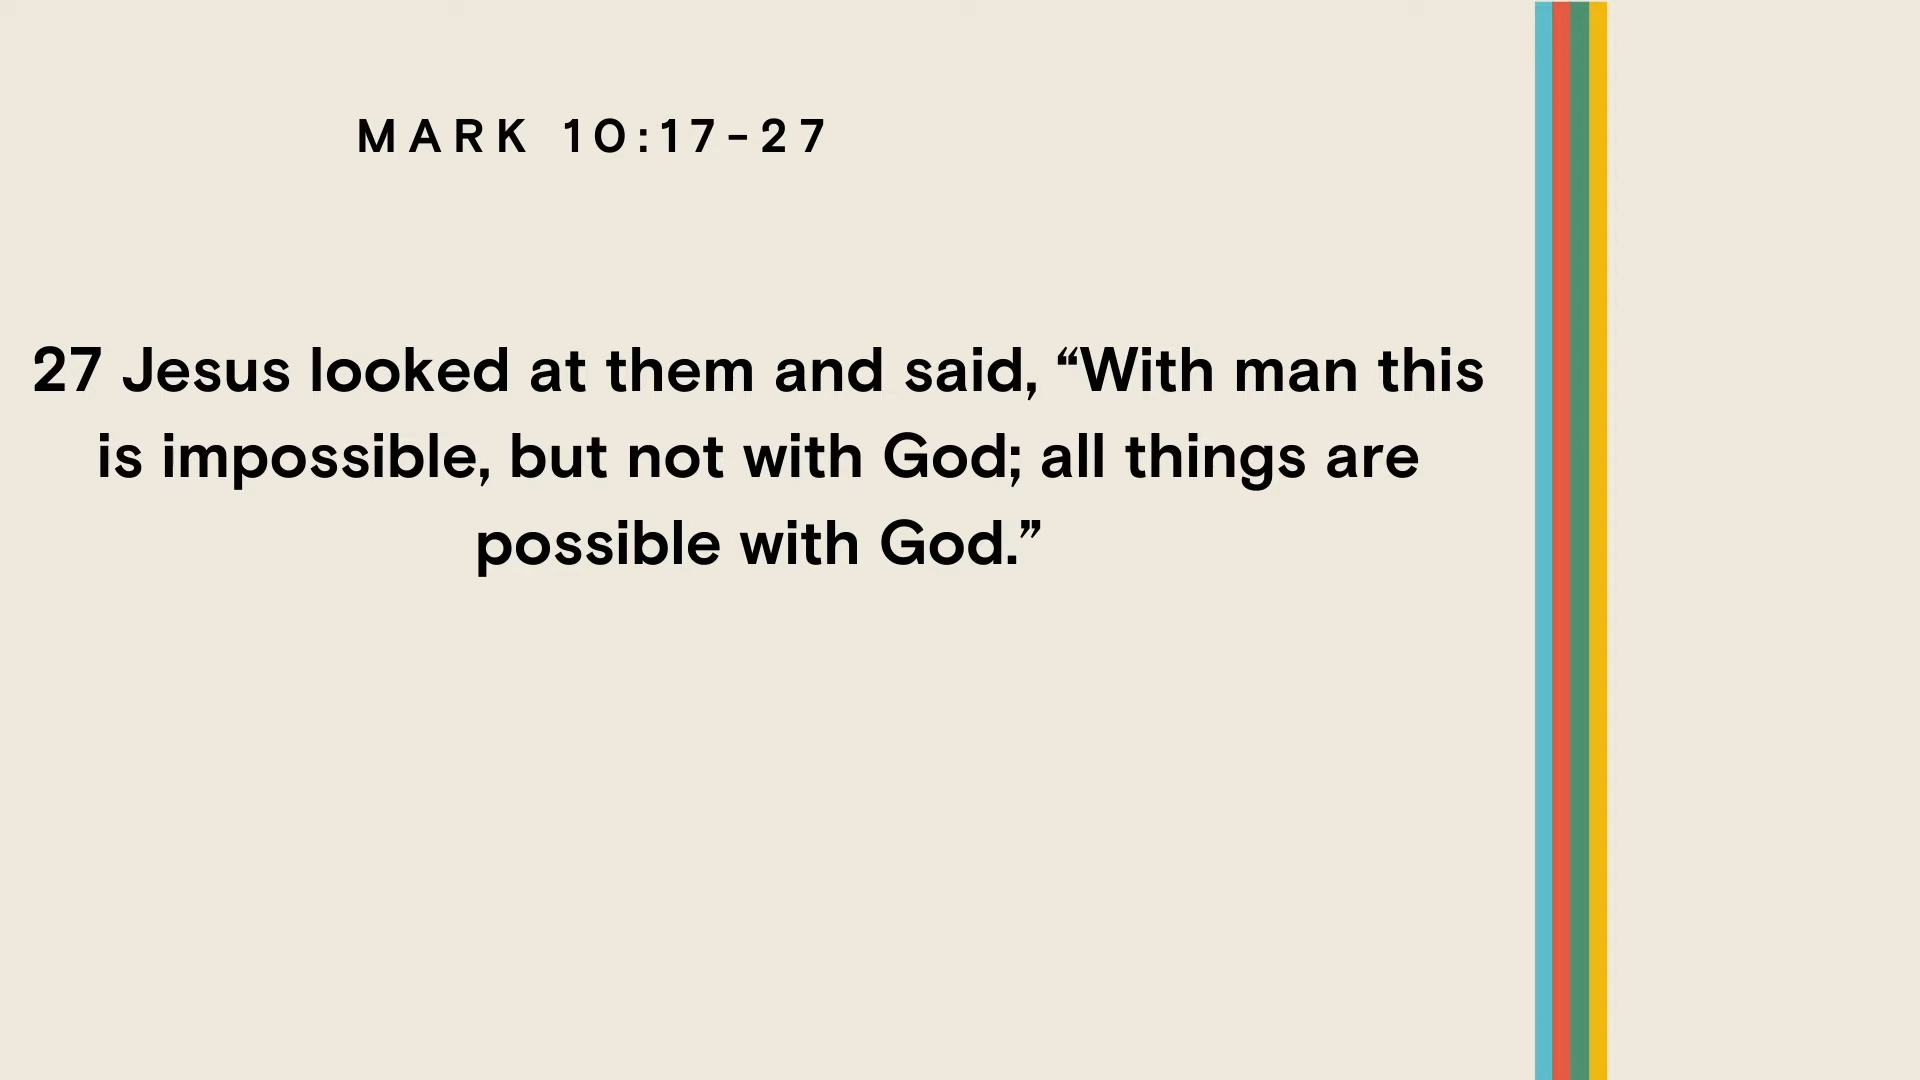 MARK 10:17-27
27 Jesus looked at them and said, “With man this
is impossible, but not with God; all things are
possible with God.”